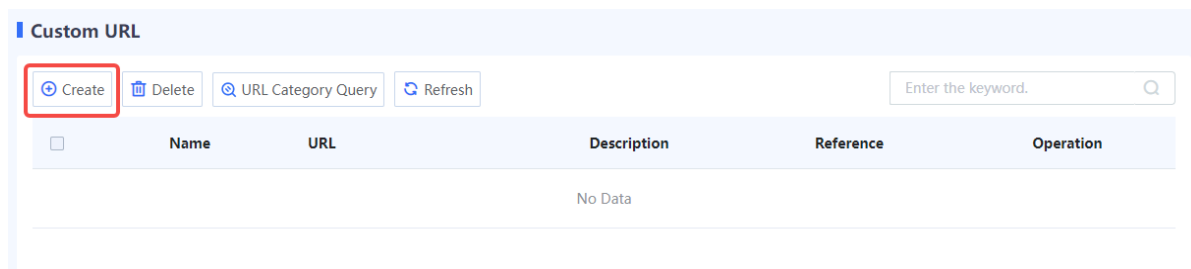 Custom URL
Create Delete URL Category Query Refresh Enter the keyword.
Name URL Description Reference Operation
No Data